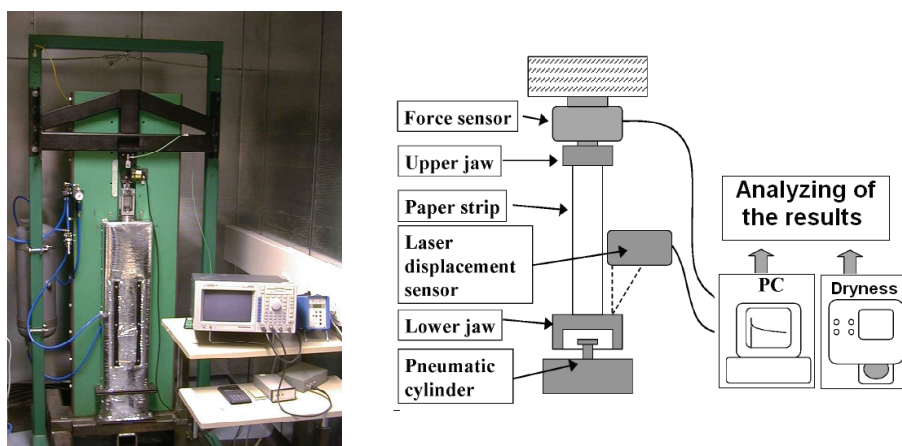 Force sensor
Upper jaw
Paper strip
Laser
displacement
sensor
Lower jaw
Pneumatic
cylinder
Analyzing of
the results
PC
Dryness